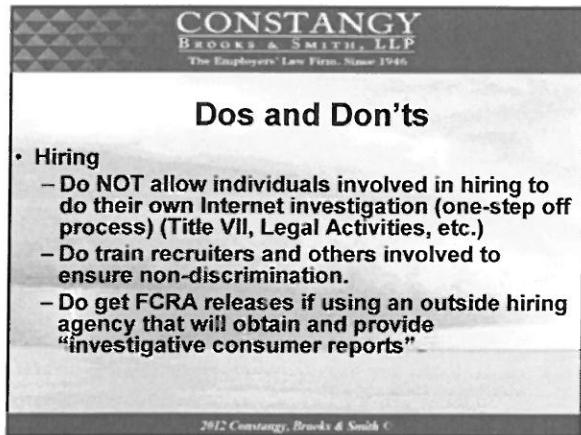 CONSTANGY
BROOKS & SMITH, LLP
The Employers' Law Firm. Since 1946
Dos and Don'ts
• Hiring
– Do NOT allow individuals involved in hiring to
do their own Internet investigation (one-step off
process) (Title VII, Legal Activities, etc.)
– Do train recruiters and others involved to
ensure non-discrimination.
– Do get FCRA releases if using an outside hiring
agency that will obtain and provide
"investigative consumer reports"
2012 Constangy, Brooks & Smith ©